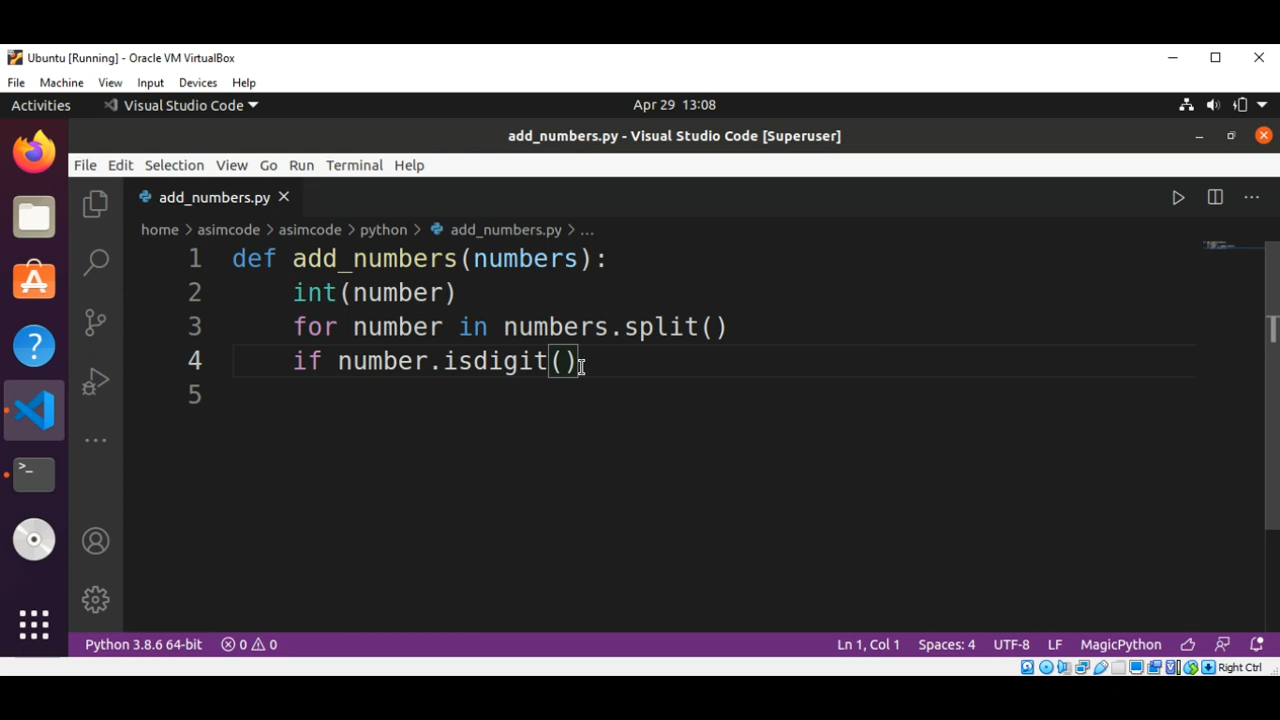 Ubuntu [Running] - Oracle VM VirtualBox
File Machine View Input Devices Help
Activities Visual Studio Code Apr 29 13:08
add_numbers.py - Visual Studio Code [Superuser]
File Edit Selection View Go Run Terminal Help
add_numbers.py
home > asimcode > asimcode > python > add_numbers.py > ...
1 def add_numbers(numbers):
2     int(number)
3     for number in numbers.split()
4     if number.isdigit()
5
Python 3.8.6 64-bit 0 0 Ln 1, Col 1 Spaces: 4 UTF-8 LF MagicPython
Right Ctrl